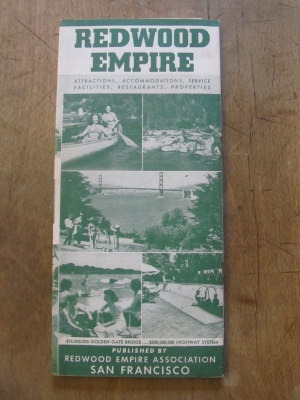 REDWOOD
EMPIRE
ATTRACTIONS, ACCOMMODATIONS, SERVICE
FACILITIES, RESTAURANTS, PROPERTIES
$35,000,000 GOLDEN GATE BRIDGE . . . $200,000,000 HIGHWAY SYSTEM
PUBLISHED BY
REDWOOD EMPIRE ASSOCIATION
SAN FRANCISCO